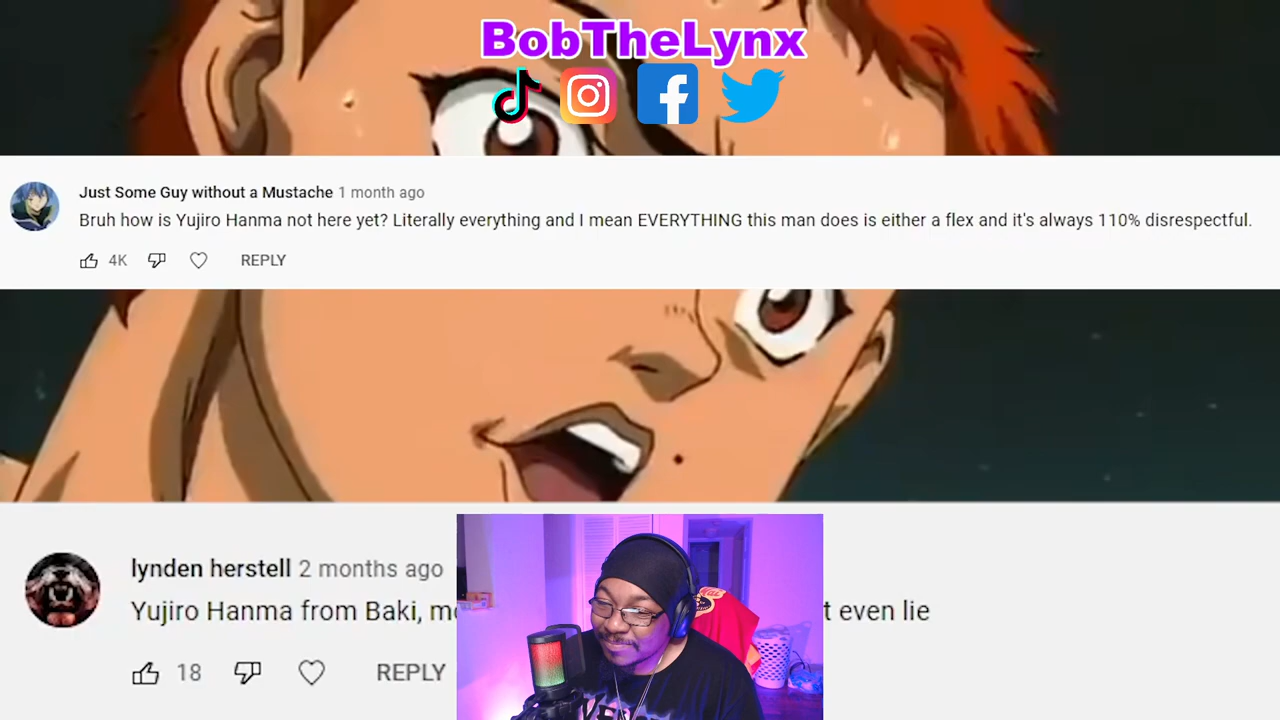 BobTheLynx
Just Some Guy without a Mustache 1 month ago
Bruh how is Yujiro Hanma not here yet? Literally everything and I mean EVERYTHING this man does is either a flex and it's always 110% disrespectful.
4K REPLY
lynden herstell 2 months ago
Yujiro Hanma from Baki, t even lie
18 REPLY